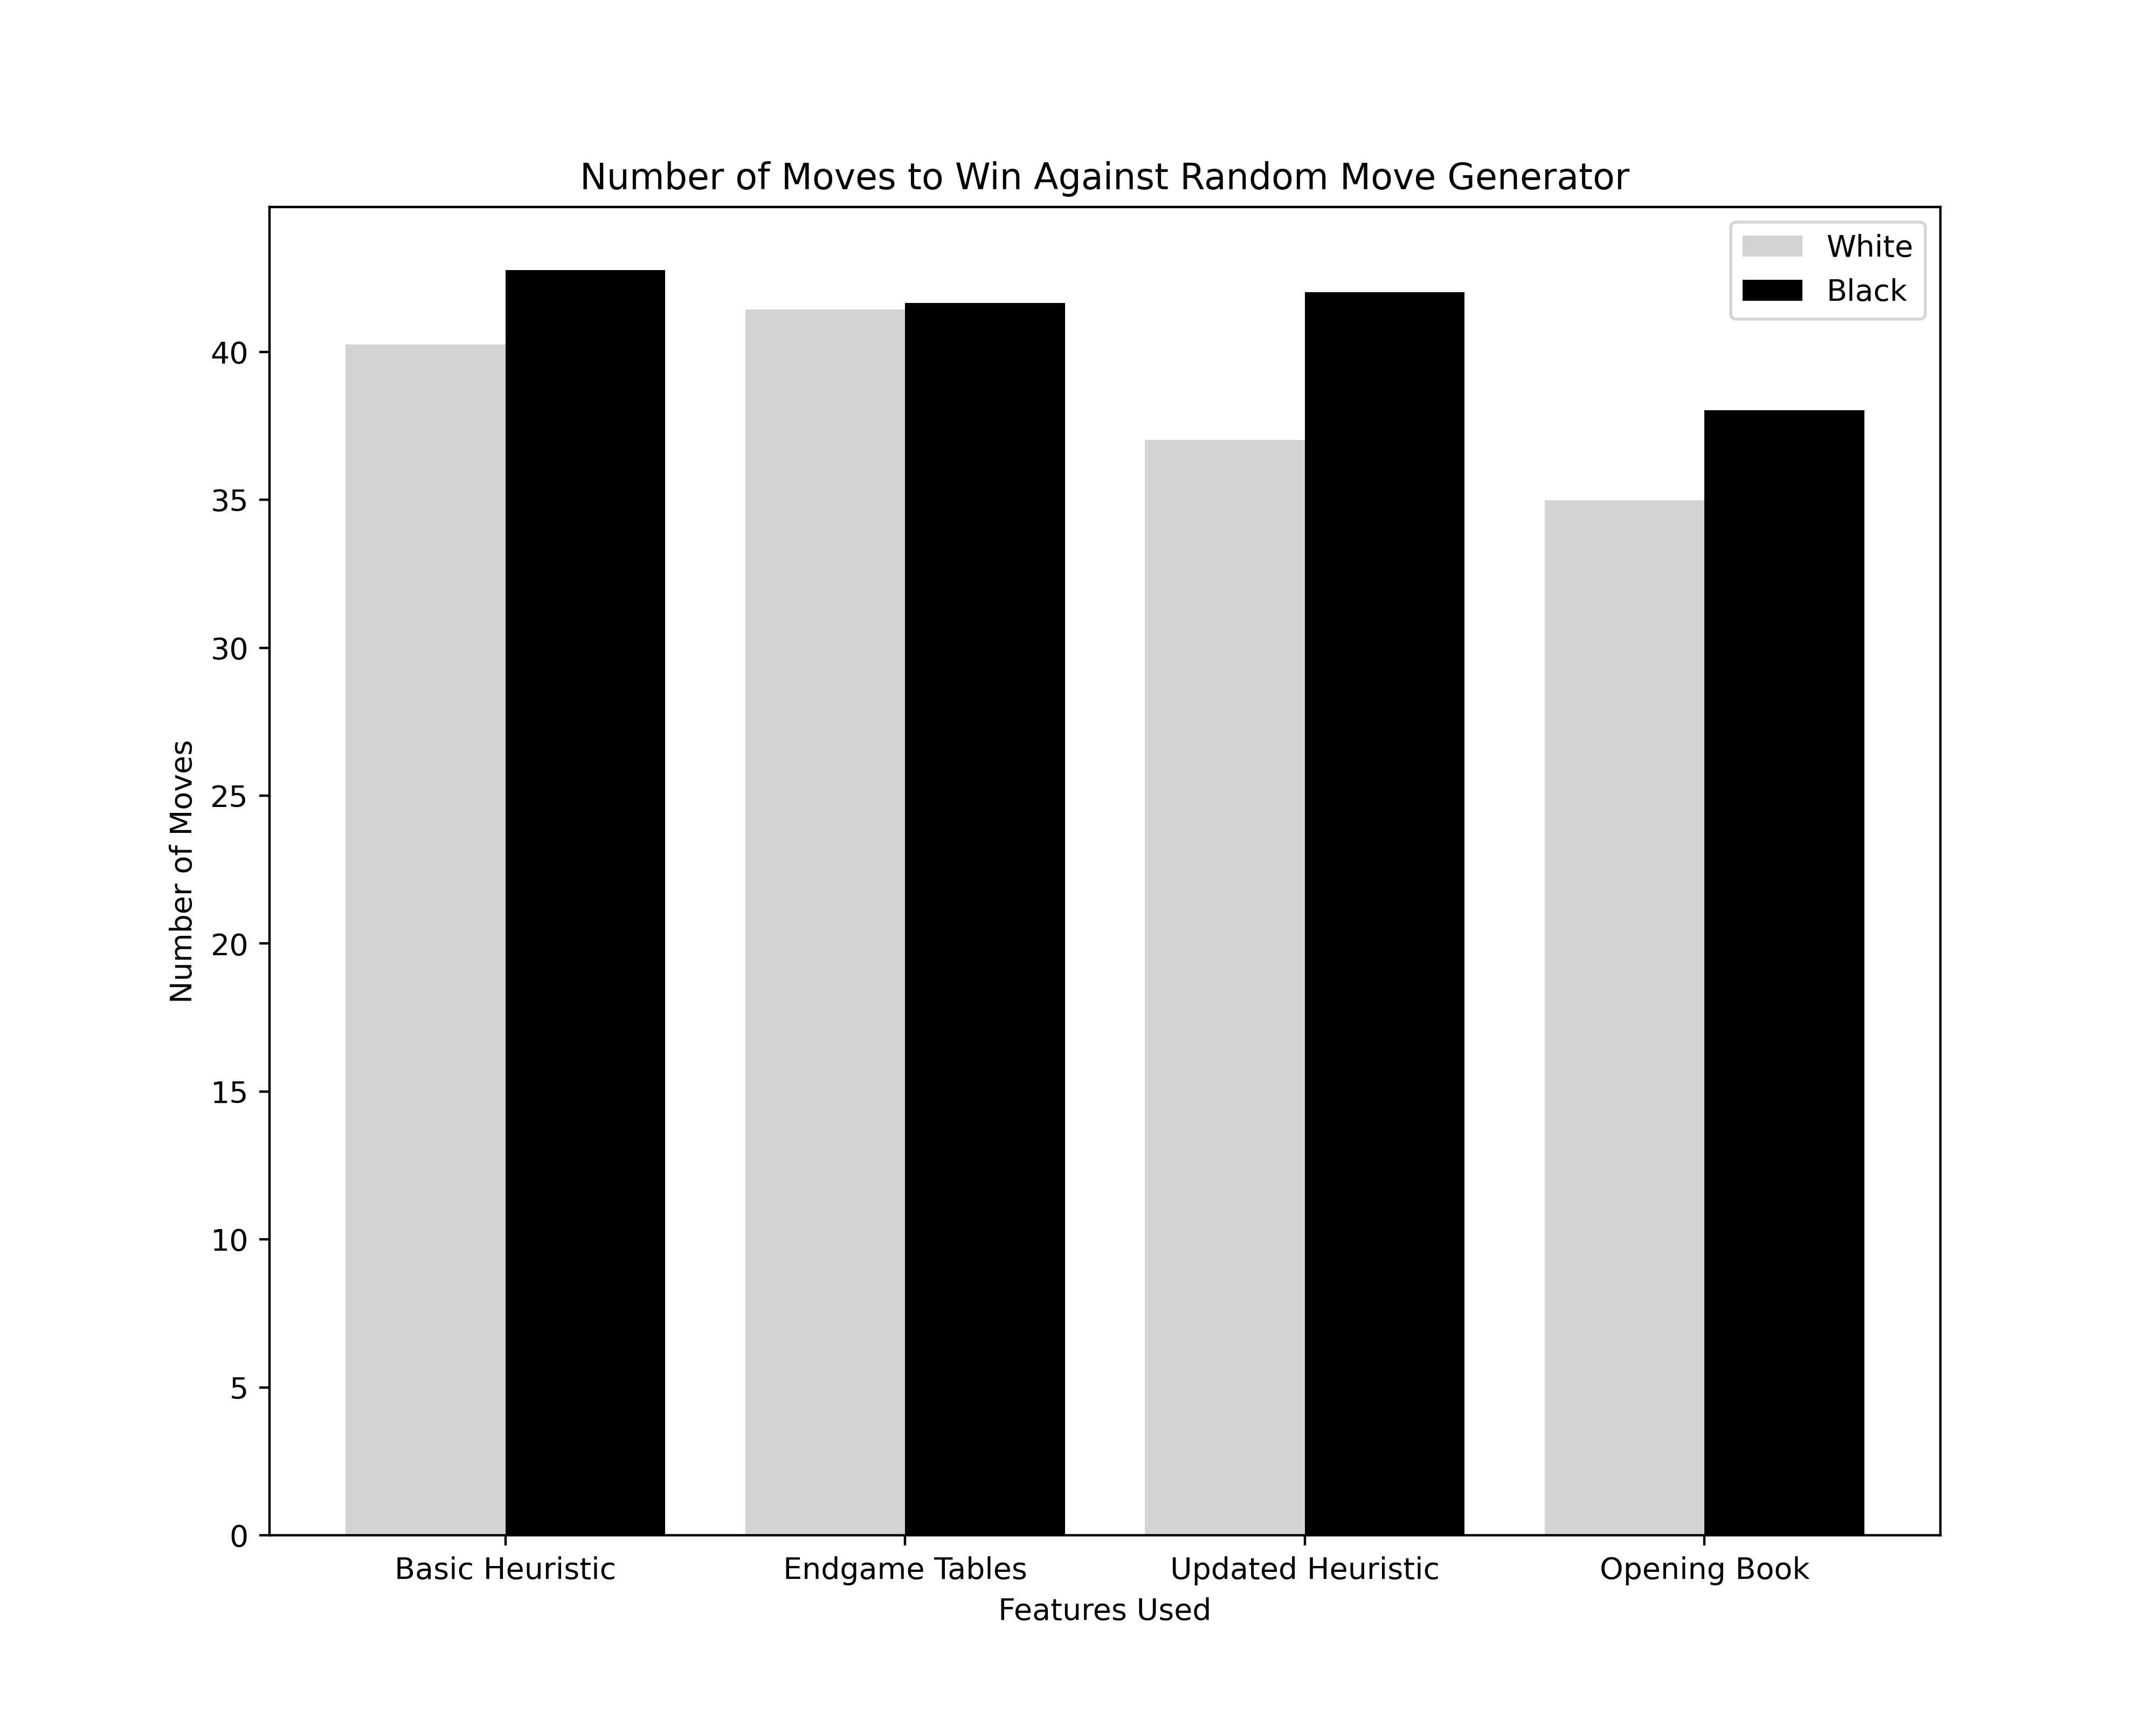 Number of Moves to Win Against Random Move Generator
White
Black
40
35
30
25
20
15
10
5
0
Number of Moves
Basic Heuristic
Endgame Tables
Updated Heuristic
Opening Book
Features Used